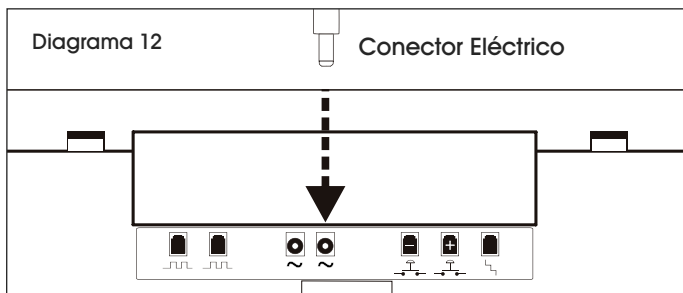 Diagrama 12
Conector Eléctrico
~ ~
− +